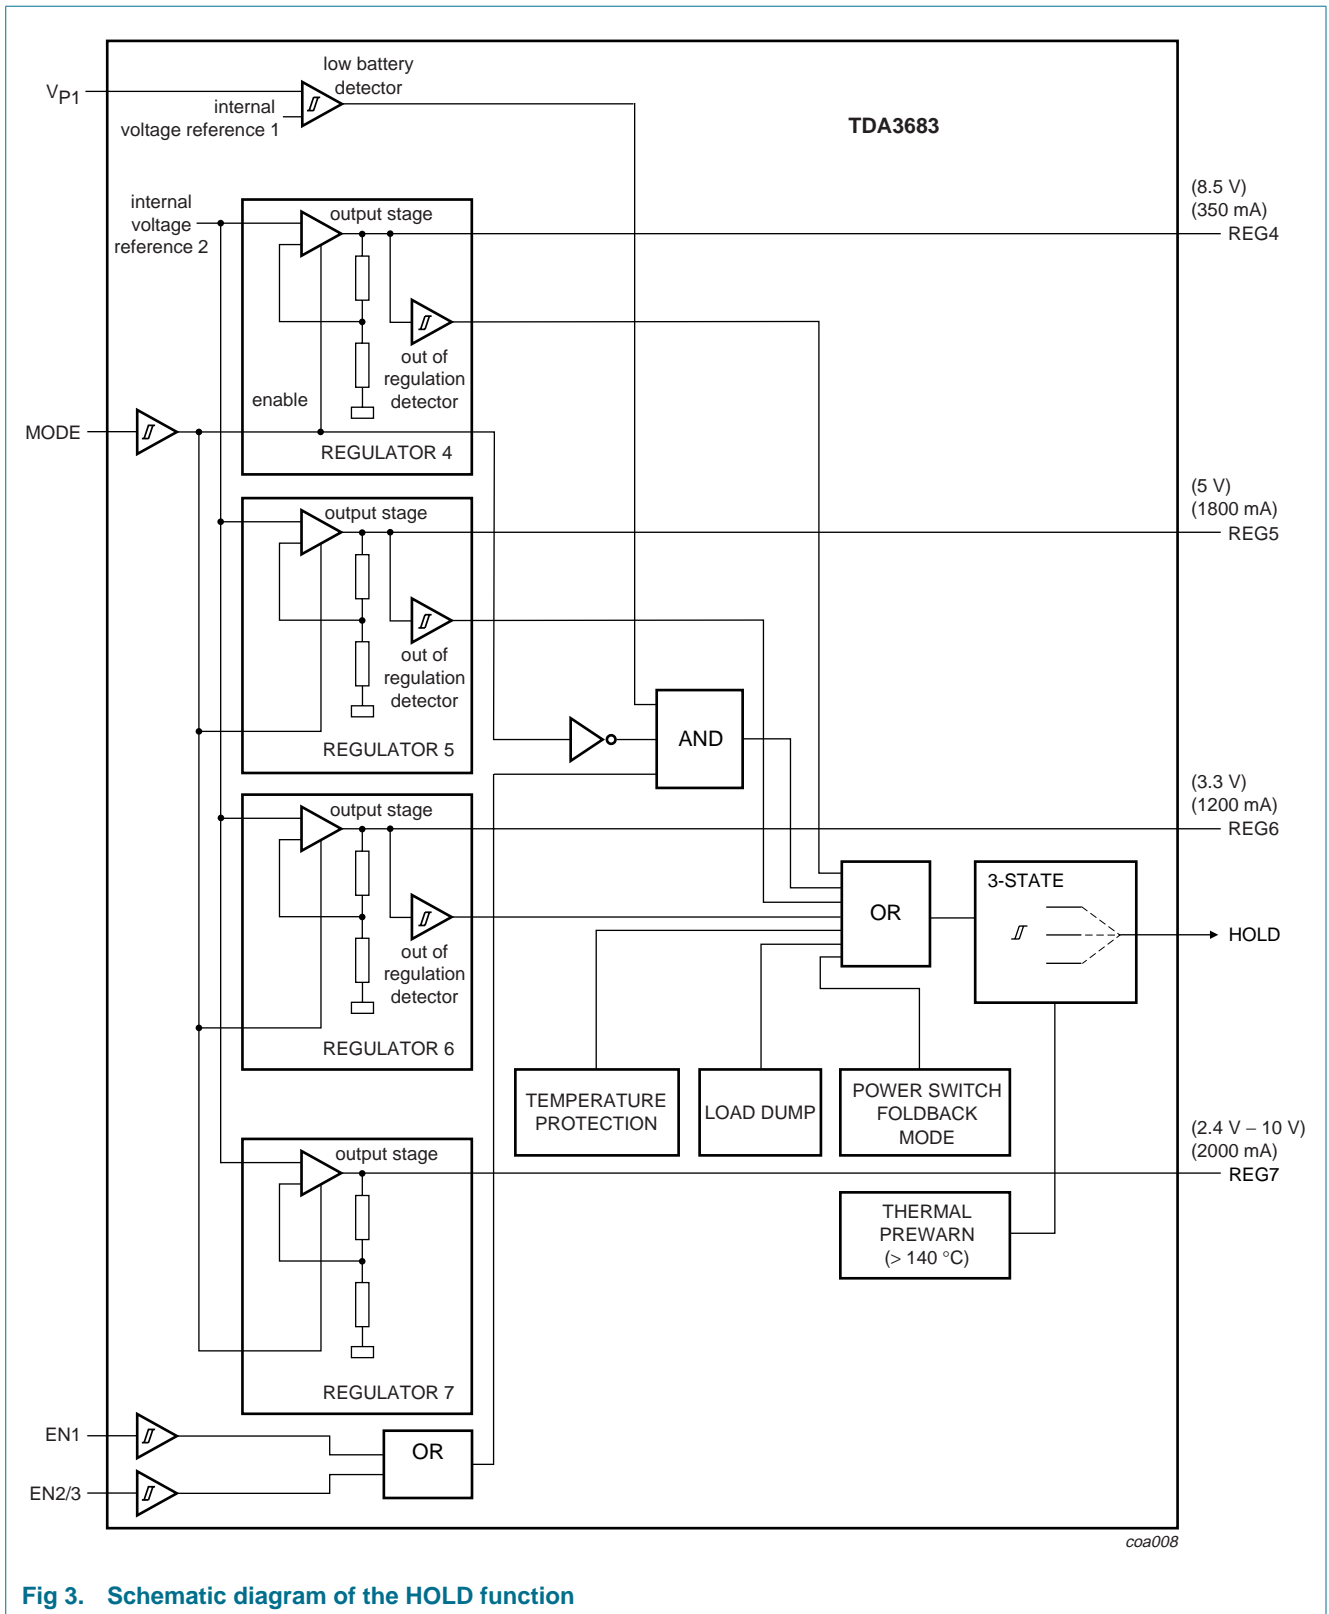 low battery
detector
VP1
internal
voltage reference 1
TDA3683
internal
voltage
reference 2
output stage
(8.5 V)
(350 mA)
REG4
out of
regulation
detector
enable
MODE
REGULATOR 4
output stage
(5 V)
(1800 mA)
REG5
out of
regulation
detector
REGULATOR 5
AND
output stage
(3.3 V)
(1200 mA)
REG6
out of
regulation
detector
REGULATOR 6
OR
3-STATE
HOLD
TEMPERATURE
PROTECTION
LOAD DUMP
POWER SWITCH
FOLDBACK
MODE
output stage
(2.4 V − 10 V)
(2000 mA)
REG7
REGULATOR 7
THERMAL
PREWARN
(> 140 °C)
EN1
OR
EN2/3
coa008
Fig 3. Schematic diagram of the HOLD function